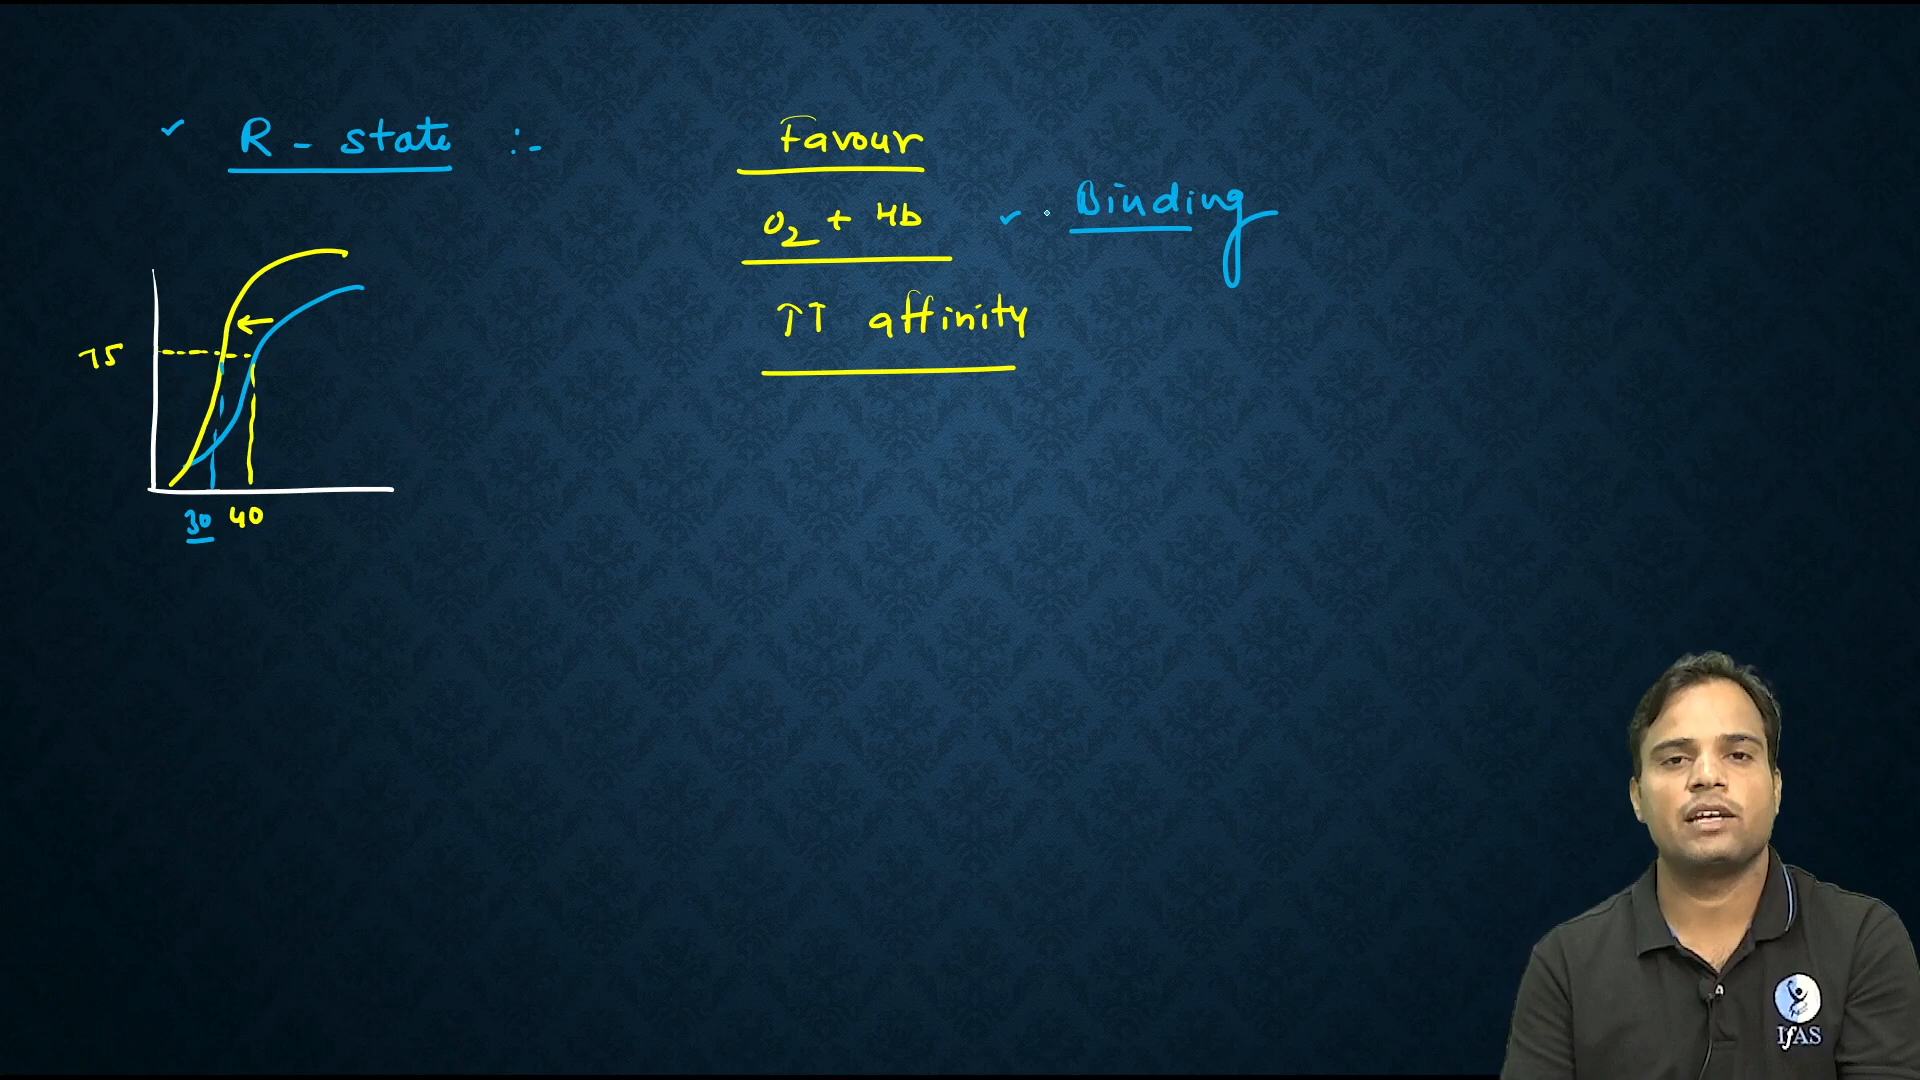 ✓ R - state :-
Favour
O₂ + Hb ✓ · Binding
↑↑ affinity
75
30 40
IfAS